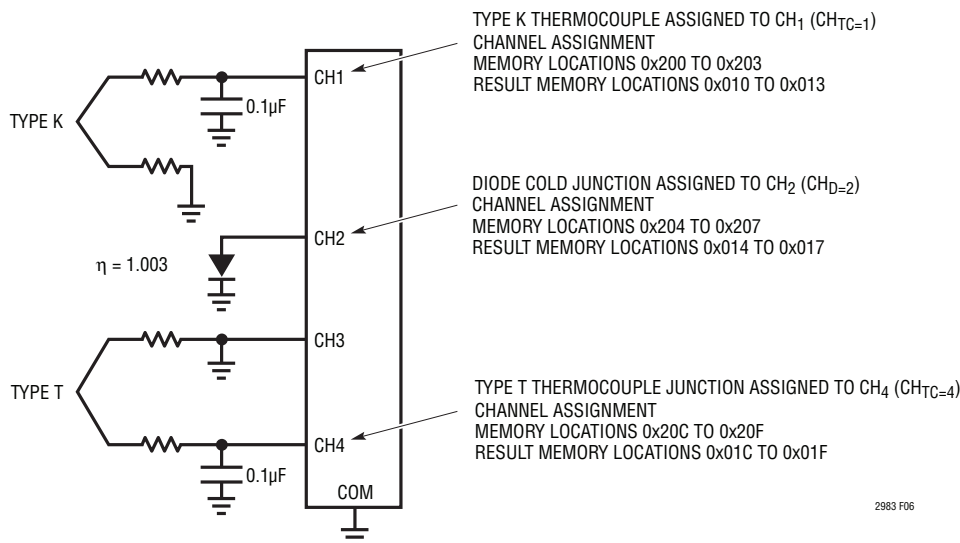 TYPE K THERMOCOUPLE ASSIGNED TO CH1 (CHTC=1)
CHANNEL ASSIGNMENT
MEMORY LOCATIONS 0x200 TO 0x203
RESULT MEMORY LOCATIONS 0x010 TO 0x013
CH1
0.1µF
TYPE K
DIODE COLD JUNCTION ASSIGNED TO CH2 (CHD=2)
CHANNEL ASSIGNMENT
MEMORY LOCATIONS 0x204 TO 0x207
RESULT MEMORY LOCATIONS 0x014 TO 0x017
CH2
η = 1.003
CH3
TYPE T
TYPE T THERMOCOUPLE JUNCTION ASSIGNED TO CH4 (CHTC=4)
CHANNEL ASSIGNMENT
MEMORY LOCATIONS 0x20C TO 0x20F
RESULT MEMORY LOCATIONS 0x01C TO 0x01F
CH4
0.1µF
COM
2983 F06